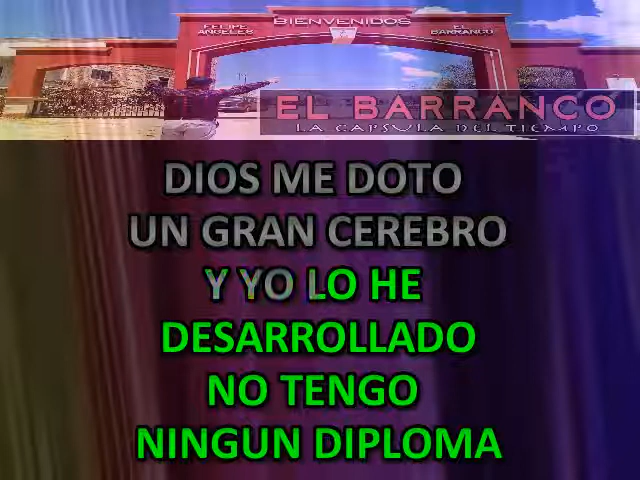 BIENVENIDOS
FELIPE
ANGELES
EL
BARRANCO
EL BARRANCO
LA CAPSULA DEL TIEMPO
DIOS ME DOTO
UN GRAN CEREBRO
Y YO LO HE
DESARROLLADO
NO TENGO
NINGUN DIPLOMA